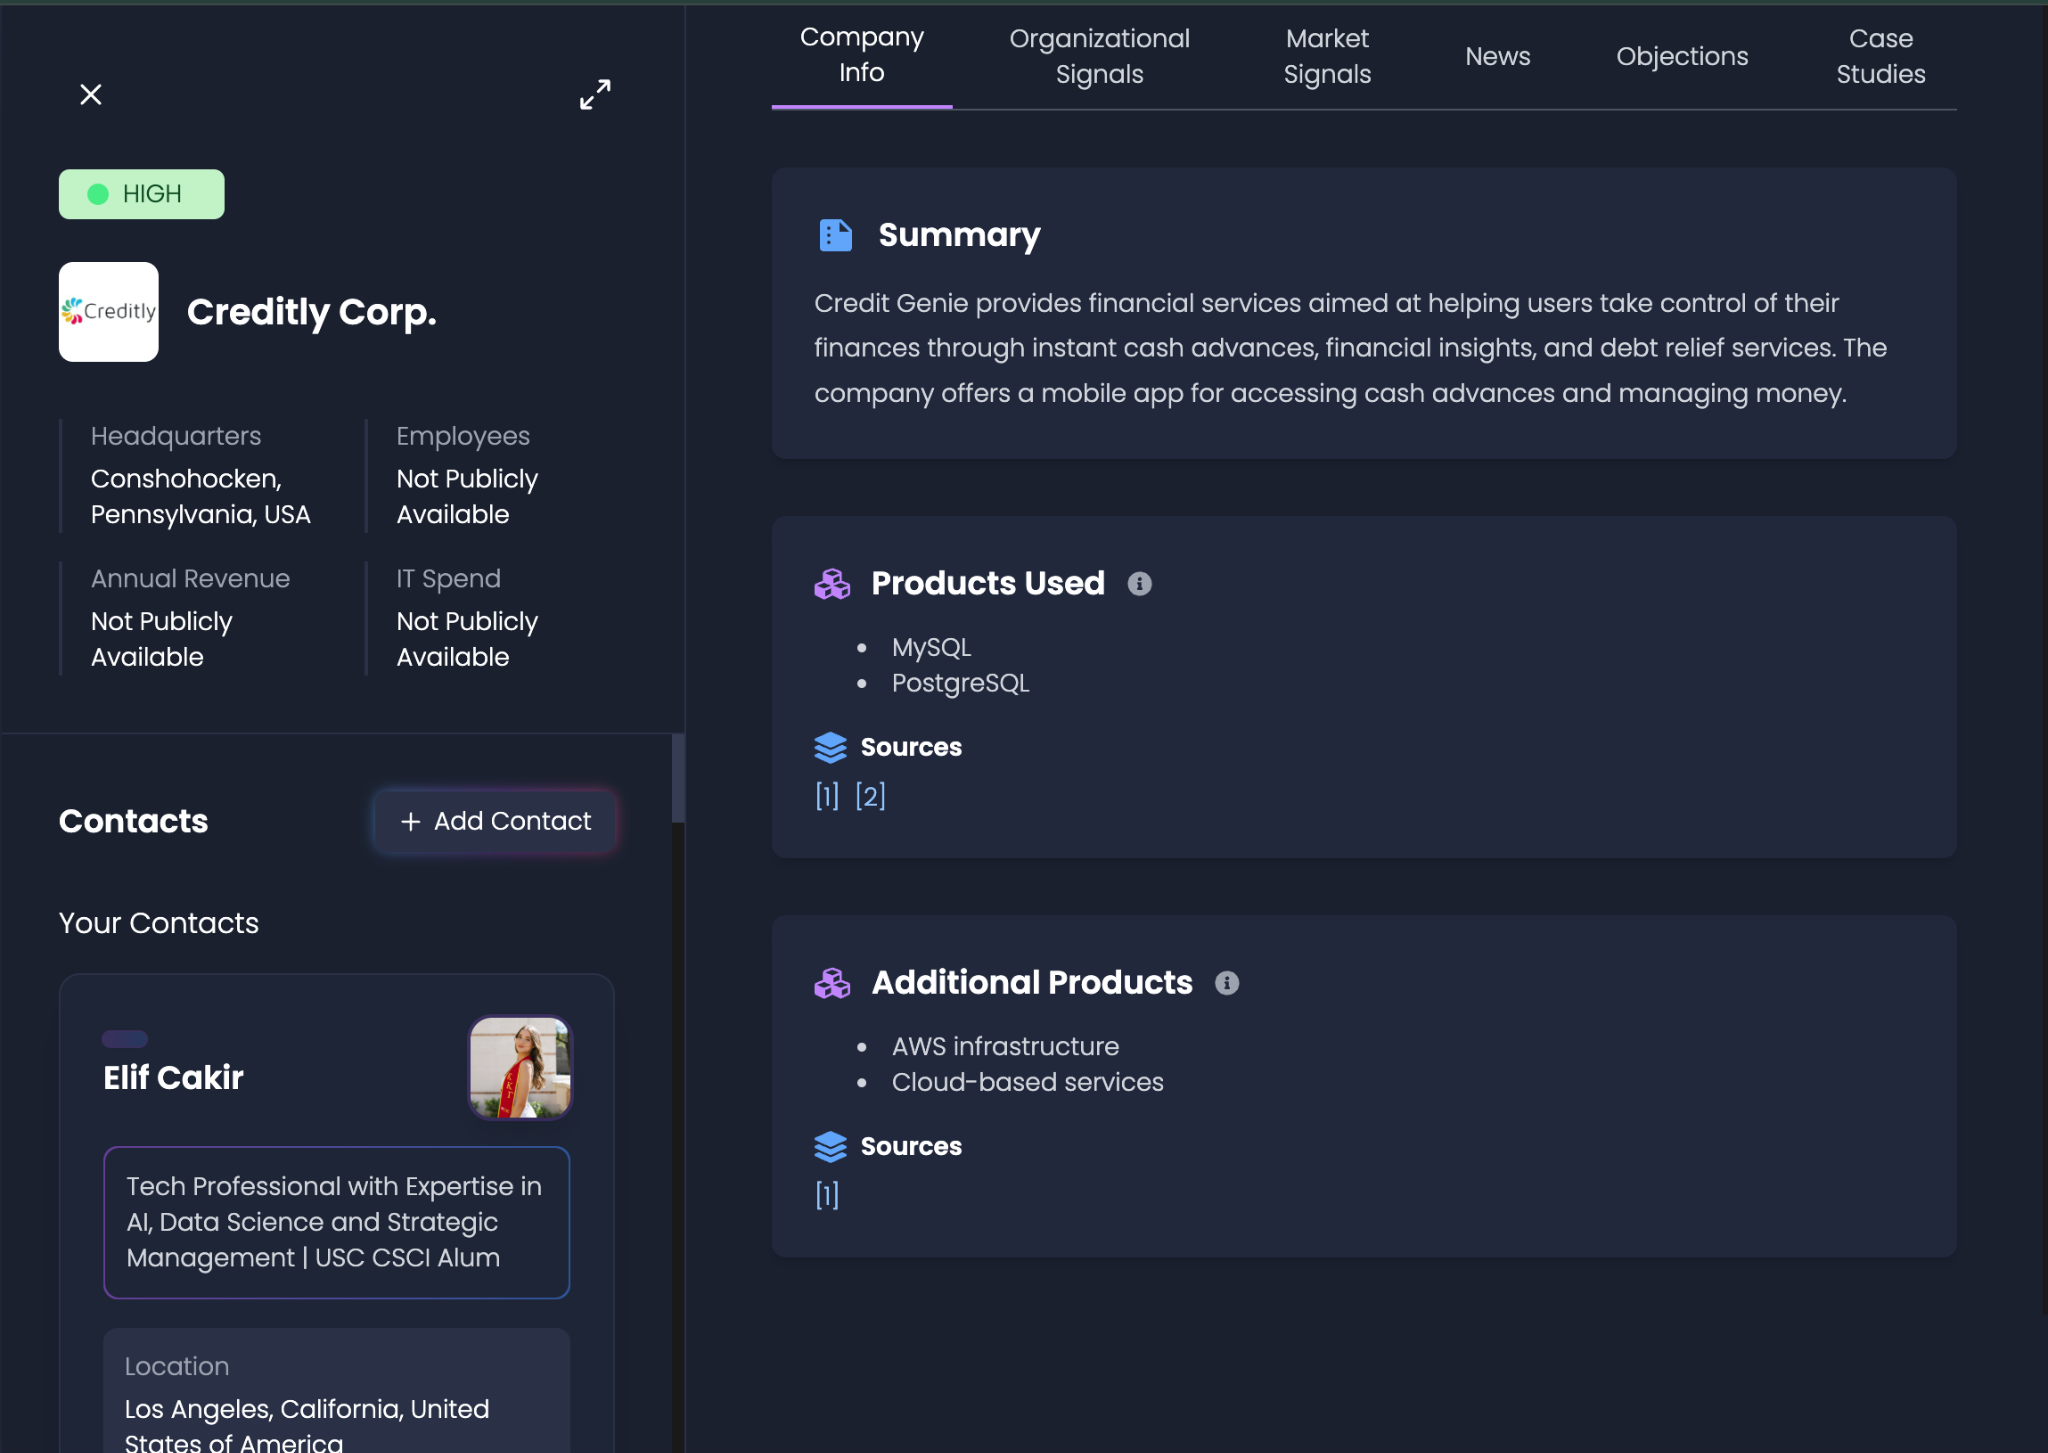 HIGH
Creditly
Creditly Corp.
Headquarters
Conshohocken,
Pennsylvania, USA
Employees
Not Publicly
Available
Annual Revenue
Not Publicly
Available
IT Spend
Not Publicly
Available
Contacts
+ Add Contact
Your Contacts
Elif Cakir
Tech Professional with Expertise in
AI, Data Science and Strategic
Management | USC CSCI Alum
Location
Los Angeles, California, United
States of America
Company
Info
Organizational
Signals
Market
Signals
News
Objections
Case
Studies
Summary
Credit Genie provides financial services aimed at helping users take control of their
finances through instant cash advances, financial insights, and debt relief services. The
company offers a mobile app for accessing cash advances and managing money.
Products Used
• MySQL
• PostgreSQL
Sources
[1] [2]
Additional Products
• AWS infrastructure
• Cloud-based services
Sources
[1]